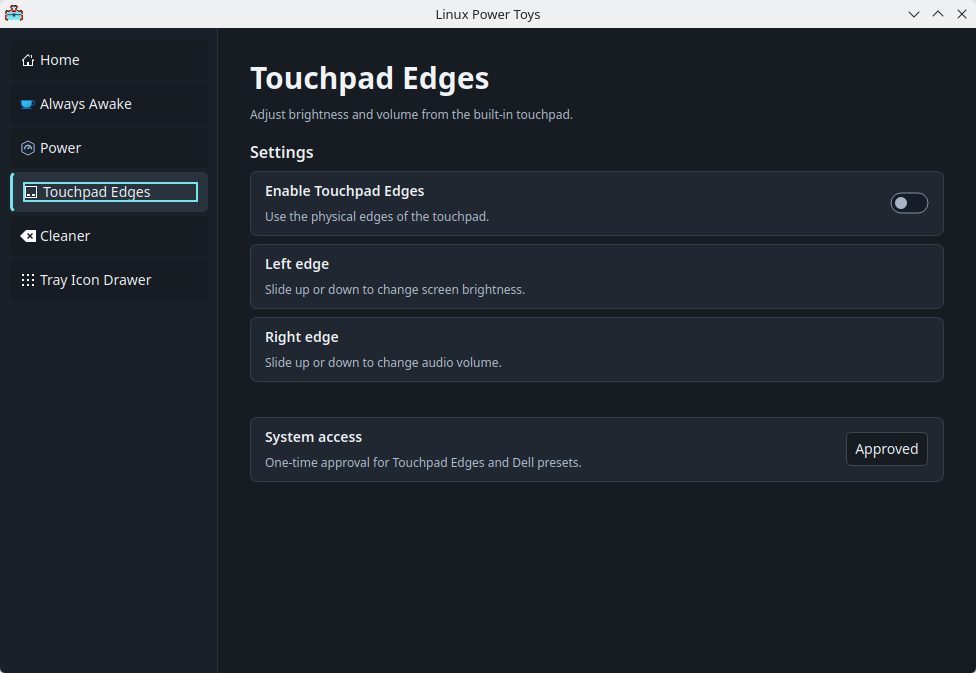 Linux Power Toys
Home
Always Awake
Power
Touchpad Edges
Cleaner
Tray Icon Drawer
Touchpad Edges
Adjust brightness and volume from the built-in touchpad.
Settings
Enable Touchpad Edges
Use the physical edges of the touchpad.
Left edge
Slide up or down to change screen brightness.
Right edge
Slide up or down to change audio volume.
System access
One-time approval for Touchpad Edges and Dell presets.
Approved